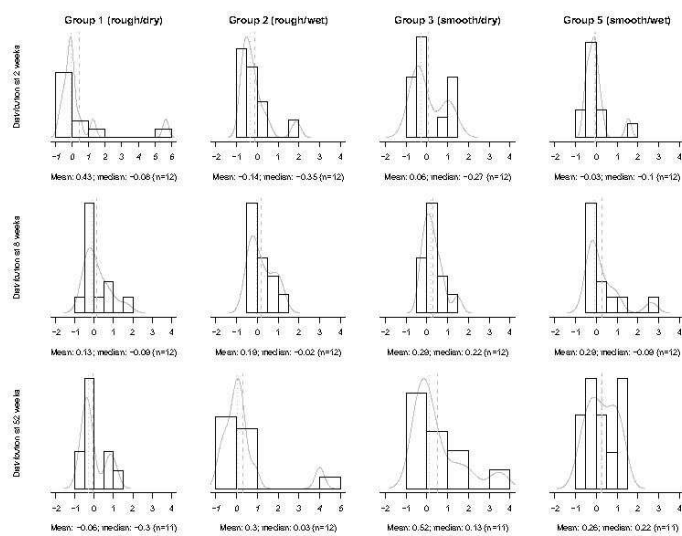 Group 1 (rough/dry) Group 2 (rough/wet) Group 3 (smooth/dry) Group 5 (smooth/wet)
Distribution at 2 weeks
−1 0 1 2 3 4 5 6 −2 −1 0 1 2 3 4 −2 −1 0 1 2 3 4 −2 −1 0 1 2 3 4
Mean: 0.43; median: −0.08 (n=12) Mean: −0.14; median: −0.35 (n=12) Mean: 0.06; median: −0.27 (n=12) Mean: −0.03; median: −0.1 (n=12)
Distribution at 8 weeks
−2 −1 0 1 2 3 4 −2 −1 0 1 2 3 4 −2 −1 0 1 2 3 4 −2 −1 0 1 2 3 4
Mean: 0.13; median: −0.09 (n=12) Mean: 0.19; median: −0.02 (n=12) Mean: 0.29; median: 0.22 (n=12) Mean: 0.29; median: −0.09 (n=12)
Distribution at 52 weeks
−2 −1 0 1 2 3 4 −1 0 1 2 3 4 5 −2 −1 0 1 2 3 4 −2 −1 0 1 2 3 4
Mean: −0.06; median: −0.3 (n=11) Mean: 0.3; median: 0.03 (n=12) Mean: 0.52; median: 0.13 (n=11) Mean: 0.26; median: 0.22 (n=11)